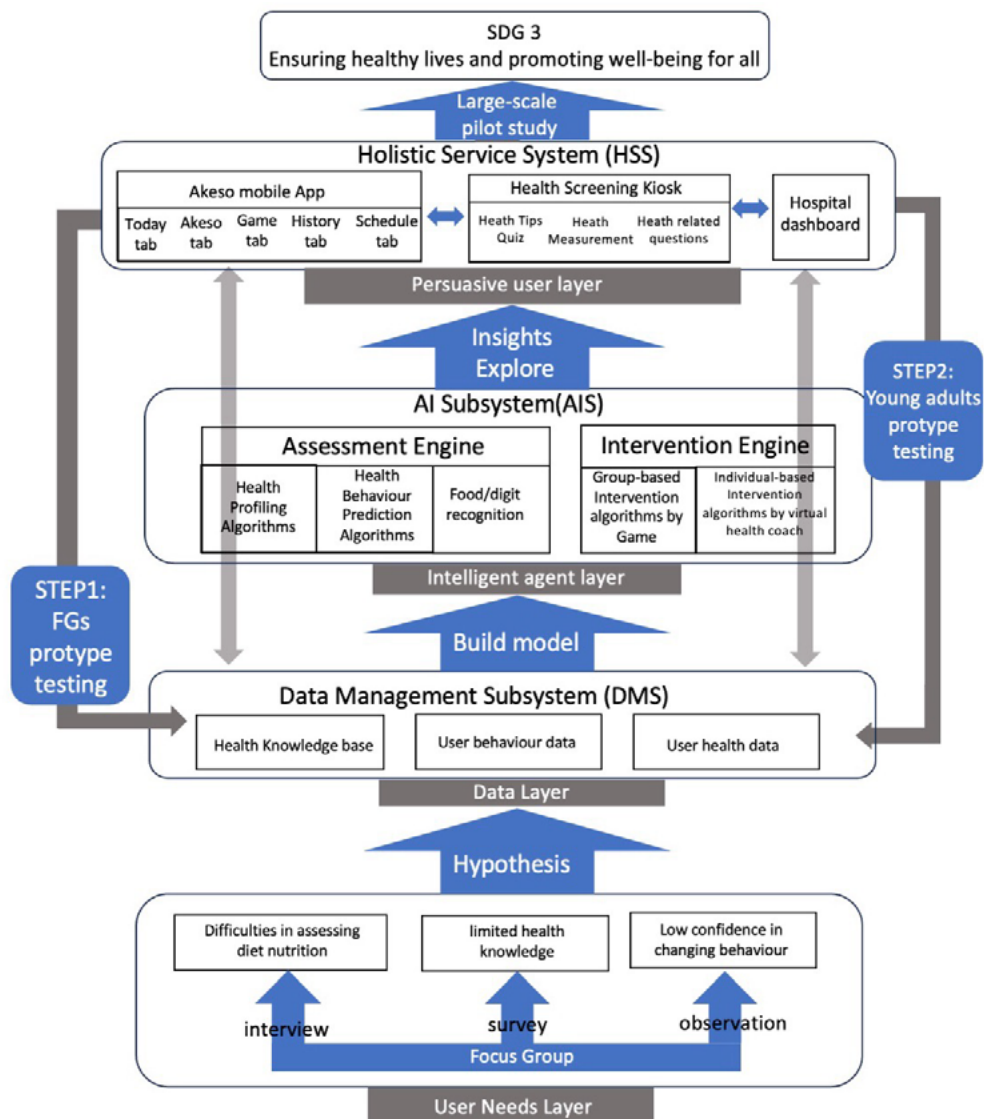 SDG 3
Ensuring healthy lives and promoting well-being for all
Large-scale
pilot study
Holistic Service System (HSS)
Akeso mobile App
Today
tab
Akeso
tab
Game
tab
History
tab
Schedule
tab
Health Screening Kiosk
Heath Tips
Quiz
Heath
Measurement
Heath related
questions
Hospital
dashboard
Persuasive user layer
Insights
Explore
STEP2:
Young adults
protype
testing
AI Subsystem(AIS)
Assessment Engine
Health
Profiling
Algorithms
Health
Behaviour
Prediction
Algorithms
Food/digit
recognition
Intervention Engine
Group-based
Intervention
algorithms by
Game
Individual-based
Intervention
algorithms by virtual
health coach
Intelligent agent layer
STEP1:
FGs
protype
testing
Build model
Data Management Subsystem (DMS)
Health Knowledge base
User behaviour data
User health data
Data Layer
Hypothesis
Difficulties in assessing
diet nutrition
limited health
knowledge
Low confidence in
changing behaviour
interview
survey
observation
Focus Group
User Needs Layer